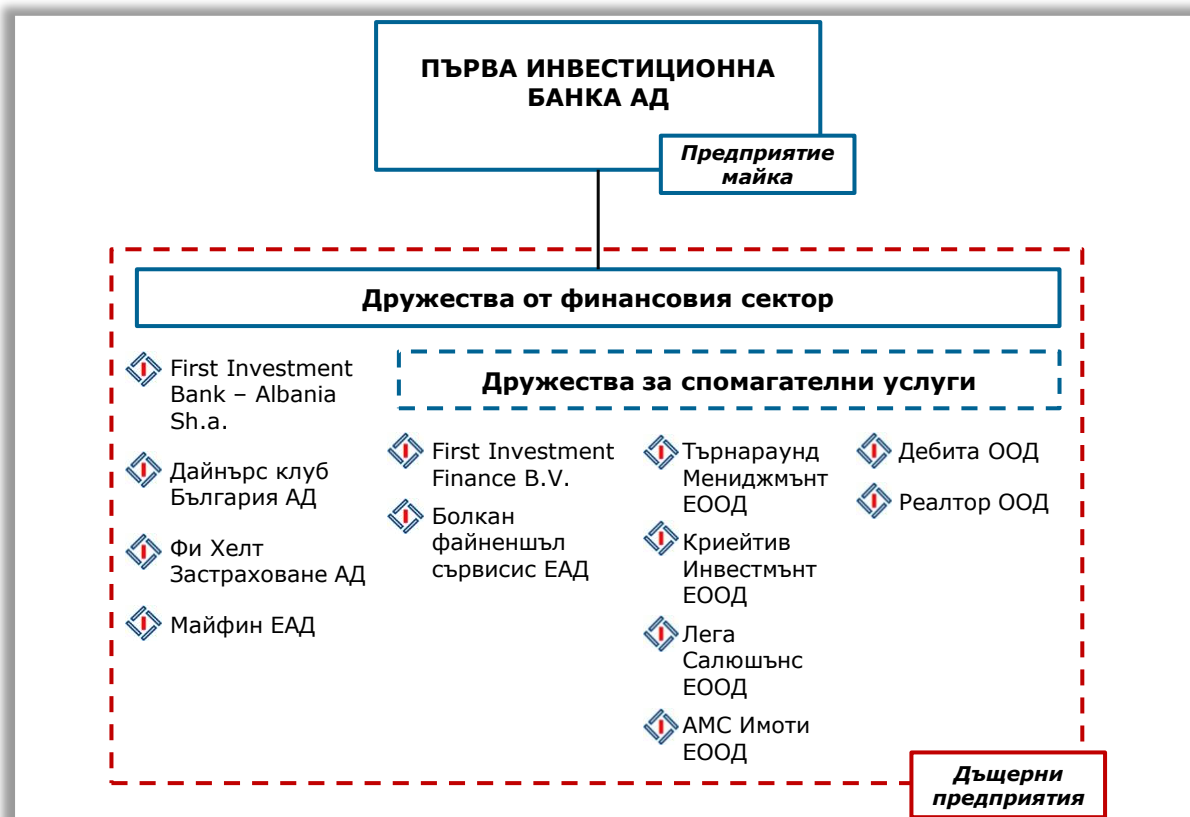 ПЪРВА ИНВЕСТИЦИОННА
БАНКА АД
Предприятие
майка
Дружества от финансовия сектор
First Investment
Bank – Albania
Sh.a.
Дайнърс клуб
България АД
Фи Хелт
Застраховане АД
Майфин ЕАД
Дружества за спомагателни услуги
First Investment
Finance B.V.
Болкан
файненшъл
сървисис ЕАД
Търнараунд
Мениджмънт
ЕООД
Криейтив
Инвестмънт
ЕООД
Лега
Салюшънс
ЕООД
АМС Имоти
ЕООД
Дебита ООД
Реалтор ООД
Дъщерни
предприятия